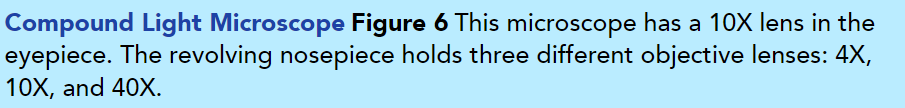 Compound Light Microscope Figure 6 This microscope has a 10X lens in the
eyepiece. The revolving nosepiece holds three different objective lenses: 4X,
10X, and 40X.